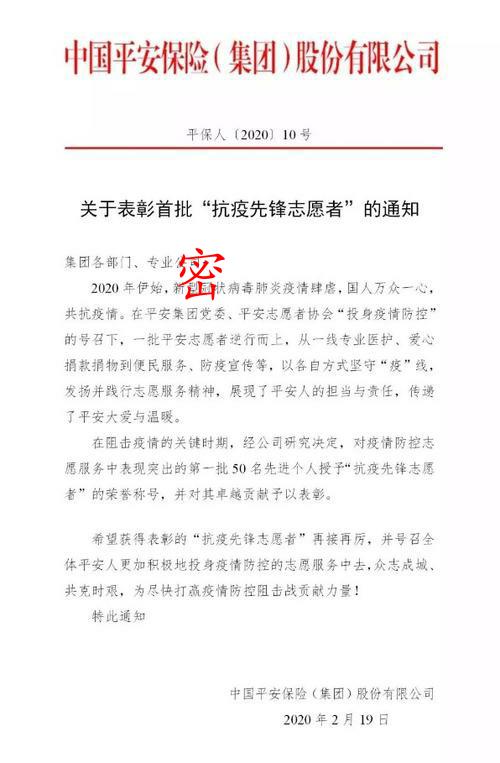 中国平安保险（集团）股份有限公司
平保人〔2020〕10号
关于表彰首批“抗疫先锋志愿者”的通知
集团各部门、专业公司：
密
2020年伊始，新型冠状病毒肺炎疫情肆虐，国人万众一心，
共抗疫情。在平安集团党委、平安志愿者协会“投身疫情防控”
的号召下，一批平安志愿者逆行而上，从一线专业医护、爱心
捐款捐物到便民服务、防疫宣传等，以各自方式坚守“疫”线，
发扬并践行志愿服务精神，展现了平安人的担当与责任，传递
了平安大爱与温暖。
在阻击疫情的关键时期，经公司研究决定，对疫情防控志
愿服务中表现突出的第一批50名先进个人授予“抗疫先锋志愿
者”的荣誉称号，并对其卓越贡献予以表彰。
希望获得表彰的“抗疫先锋志愿者”再接再厉，并号召全
体平安人更加积极地投身疫情防控的志愿服务中去，众志成城、
共克时艰，为尽快打赢疫情防控阻击战贡献力量！
特此通知
中国平安保险（集团）股份有限公司
2020年2月19日